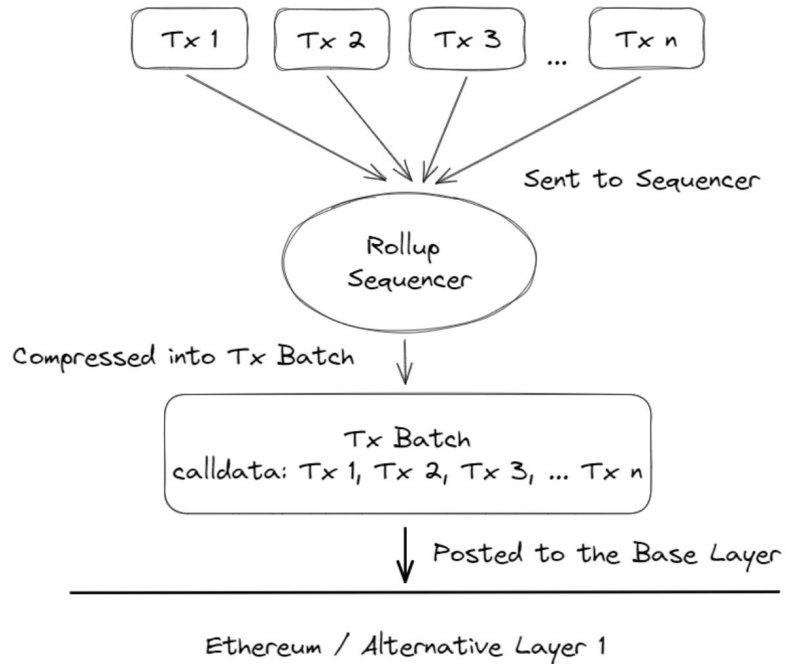 Tx 1
Tx 2
Tx 3
...
Tx n
Sent to Sequencer
Rollup
Sequencer
Compressed into Tx Batch
Tx Batch
calldata: Tx 1, Tx 2, Tx 3, ... Tx n
Posted to the Base Layer
Ethereum / Alternative Layer 1